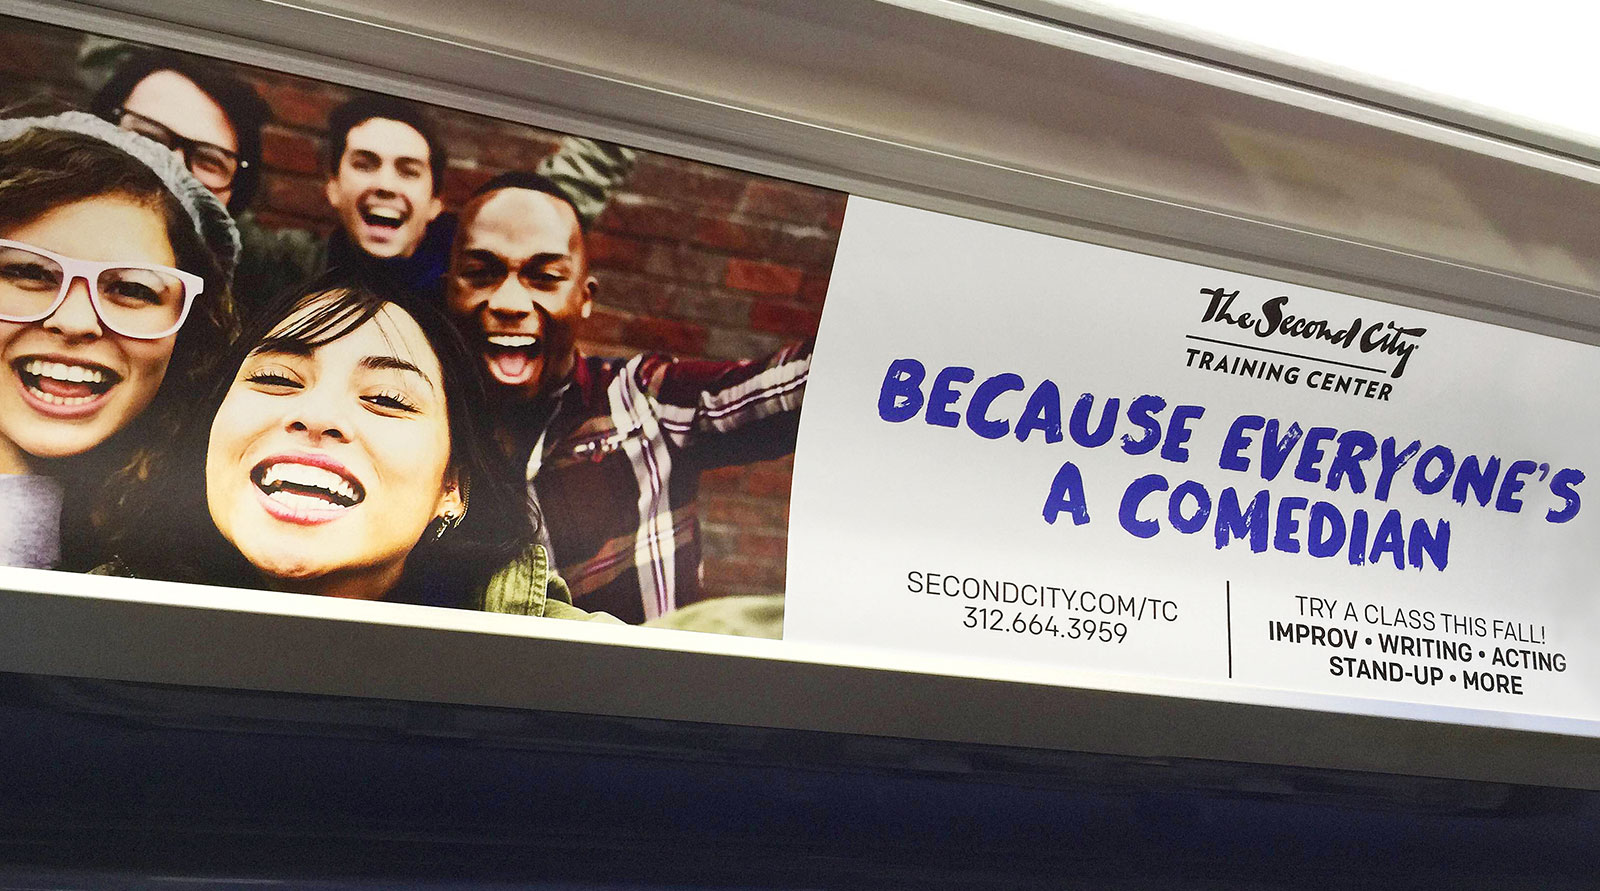 The Second City
TRAINING CENTER
BECAUSE EVERYONE'S
A COMEDIAN
SECONDCITY.COM/TC
312.664.3959
TRY A CLASS THIS FALL!
IMPROV • WRITING • ACTING
STAND-UP • MORE